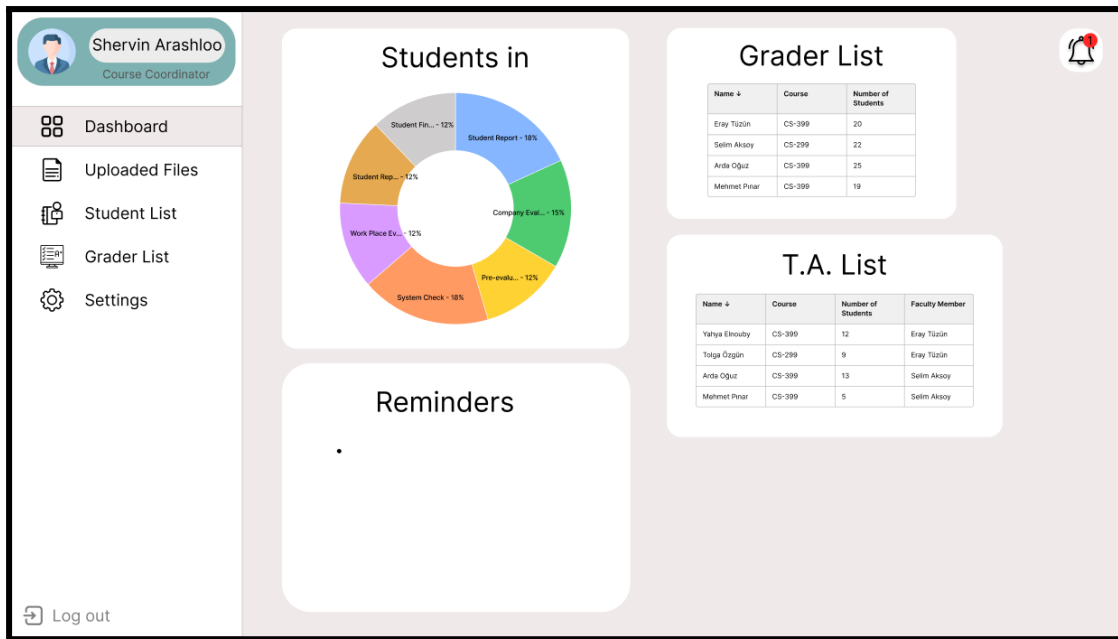 Shervin Arashloo
Course Coordinator
Dashboard
Uploaded Files
Student List
Grader List
Settings
Log out
Students in
Student Fin... - 12%
Student Report - 18%
Student Rep... - 12%
Company Eval... - 15%
Work Place Ev... - 12%
Pre-evalu... - 12%
System Check - 18%
Reminders
•
Grader List
Name ↓ Course Number of
Students
Eray Tüzün CS-399 20
Selim Aksoy CS-299 22
Arda Oğuz CS-399 25
Mehmet Pınar CS-399 19
T.A. List
Name ↓ Course Number of Faculty Member
Students
Yahya Elnouby CS-399 12 Eray Tüzün
Tolga Özgün CS-299 9 Eray Tüzün
Arda Oğuz CS-399 13 Selim Aksoy
Mehmet Pınar CS-399 5 Selim Aksoy
1